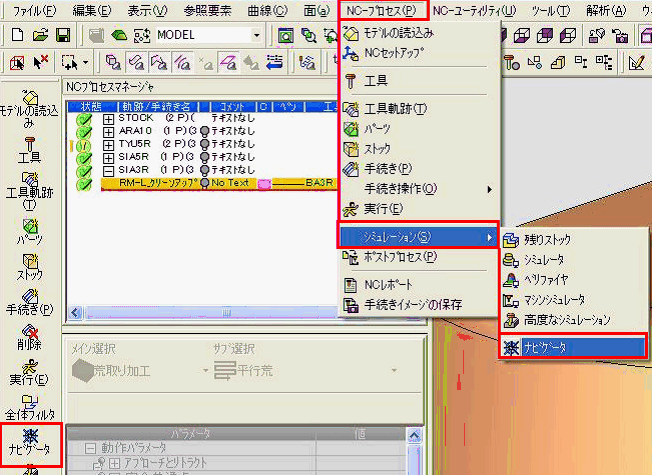 ファイル(F) 編集(E) 表示(V) 参照要素 曲線(C) 面(G) NC-プロセス(P) NC-ユーティリティ(U) ツール(T) 解析(A)
MODEL
モデルの読込み
NCセットアップ
工具
工具軌跡(T)
パーツ
ストック
手続き(P)
手続き操作(O)
実行(E)
シミュレーション(S)
ポストプロセス(P)
NCレポート
手続きイメージの保存
残りストック
シミュレータ
ベリファイヤ
マシンシミュレータ
高度なシミュレーション
ナビゲータ
NCプロセスマネージャ
状態 軌跡/手続き名 コメント C ペン 工
STOCK (2 P)(
テキストなし
ARA10 (1 P)(3
テキストなし
TYU5R (1 P)(3
テキストなし
SIA5R (1 P)(3
テキストなし
SIA3R (1 P)(3
テキストなし
RM-L_クリーンアップ No Text BA3R
モデルの読込み
工具
工具軌跡(T)
パーツ
ストック
手続き(P)
削除
実行(E)
全体フィルタ
ナビゲータ
メイン選択 サブ選択
荒取り加工 平行荒
パラメータ 値
動作パラメータ
アプローチとリトラクト